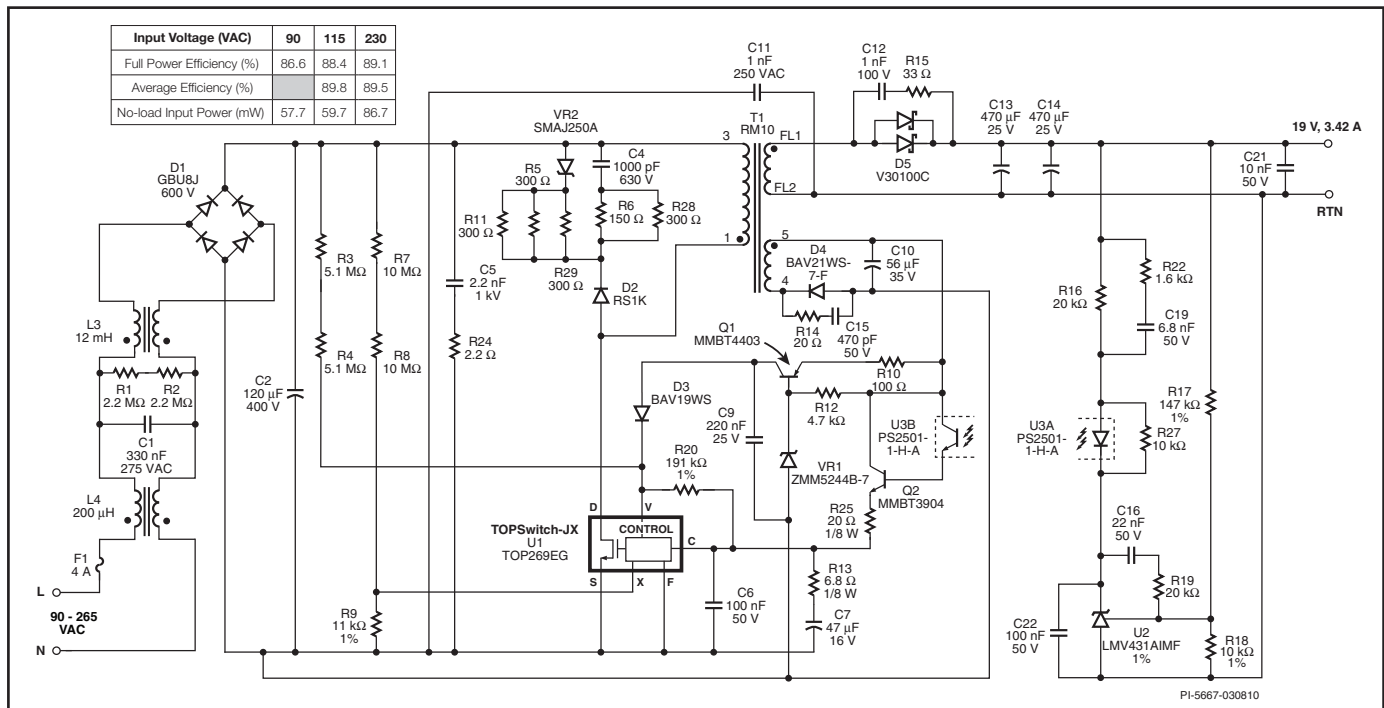 Input Voltage (VAC) 90 115 230
Full Power Efficiency (%) 86.6 88.4 89.1
Average Efficiency (%) 89.8 89.5
No-load Input Power (mW) 57.7 59.7 86.7
C11
1 nF
250 VAC
C12
1 nF
100 V
R15
33 Ω
VR2
SMAJ250A
T1
RM10
3
FL1
FL2
1
5
4
D5
V30100C
C13
470 µF
25 V
C14
470 µF
25 V
19 V, 3.42 A
C21
10 nF
50 V
RTN
D1
GBU8J
600 V
C4
1000 pF
630 V
R5
300 Ω
R11
300 Ω
R6
150 Ω
R28
300 Ω
R29
300 Ω
D2
RS1K
R3
5.1 MΩ
R7
10 MΩ
C5
2.2 nF
1 kV
D4
BAV21WS-
7-F
C10
56 µF
35 V
R14
20 Ω
C15
470 pF
50 V
R16
20 kΩ
R22
1.6 kΩ
C19
6.8 nF
50 V
L3
12 mH
R4
5.1 MΩ
R8
10 MΩ
R24
2.2 Ω
Q1
MMBT4403
R10
100 Ω
R1
2.2 MΩ
R2
2.2 MΩ
C2
120 µF
400 V
D3
BAV19WS
C9
220 nF
25 V
R12
4.7 kΩ
U3B
PS2501-
1-H-A
U3A
PS2501-
1-H-A
R17
147 kΩ
1%
R27
10 kΩ
C1
330 nF
275 VAC
R20
191 kΩ
1%
VR1
ZMM5244B-7
Q2
MMBT3904
L4
200 µH
D
V
CONTROL
C
S
X
F
TOPSwitch-JX
U1
TOP269EG
R25
20 Ω
1/8 W
C16
22 nF
50 V
F1
4 A
L
90 - 265
VAC
N
R9
11 kΩ
1%
C6
100 nF
50 V
R13
6.8 Ω
1/8 W
C7
47 µF
16 V
R19
20 kΩ
C22
100 nF
50 V
U2
LMV431AIMF
1%
R18
10 kΩ
1%
PI-5667-030810